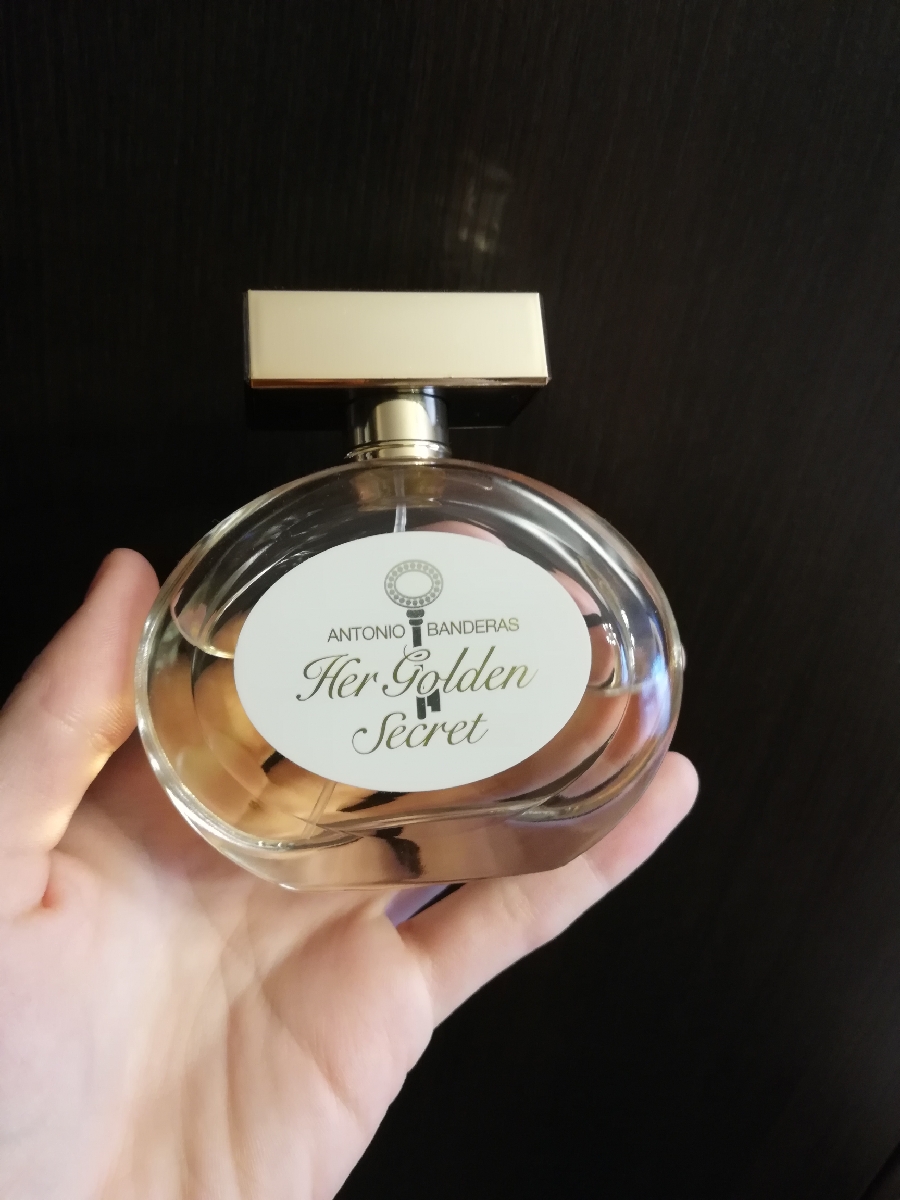 ANTONIO BANDERAS
Her Golden
Secret